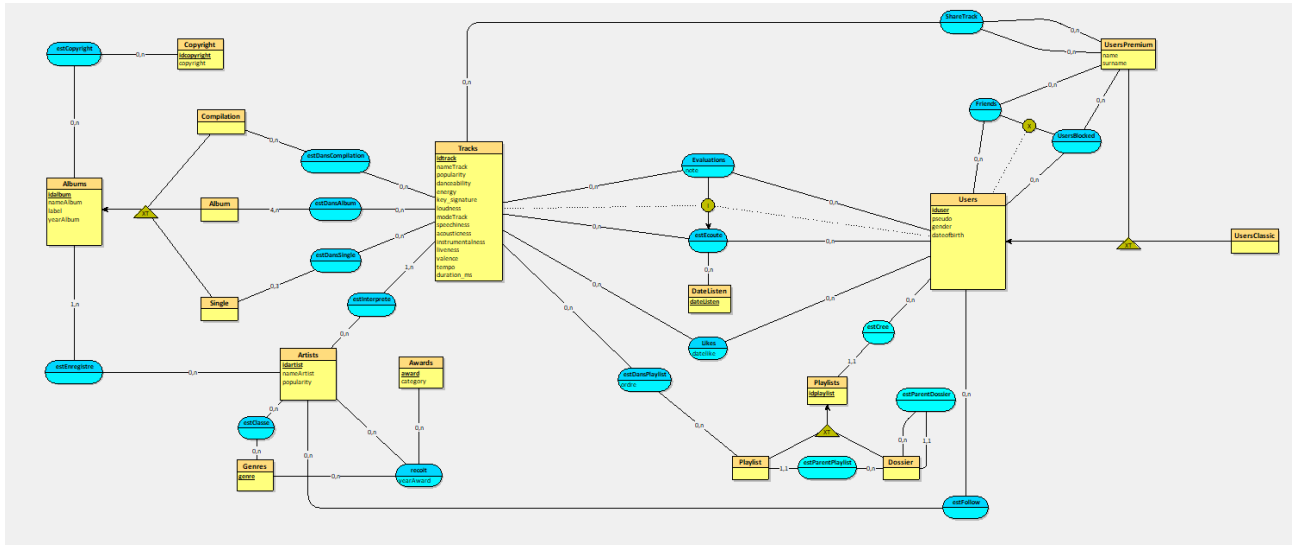 ShareTrack
estCopyright
Copyright
idcopyright
copyright
0,n
0,n
0,n
UsersPremium
name
surname
0,n
0,n
0,n
Compilation
0,n
estDansCompilation
0,n
Tracks
idtrack
nameTrack
popularity
danceability
energy
key_signature
loudness
modeTrack
speechiness
acousticness
instrumentalness
liveness
valence
tempo
duration_ms
Evaluations
note
0,n
0,n
Friends
0,n
0,n
X
UsersBlocked
0,n
0,n
Albums
idalbum
nameAlbum
label
yearAlbum
XT
Album
4,n
estDansAlbum
0,n
I
Users
iduser
pseudo
gender
dateofbirth
0,n
estEcoute
0,n
0,n
DateListen
dateListen
XT
UsersClassic
estDansSingle
0,n
0,3
Single
1,n
estInterprete
0,n
1,n
estEnregistre
0,n
Artists
idartist
nameArtist
popularity
Awards
award
category
0,n
0,n
Likes
datelike
0,n
estCree
1,1
estDansPlaylist
ordre
0,n
0,n
Playlists
idplaylist
XT
estParentDossier
0,n
1,1
0,n
estClasse
0,n
0,n
0,n
Genres
genre
0,n
recoit
yearAward
Playlist
1,1
estParentPlaylist
0,n
Dossier
0,n
estFollow